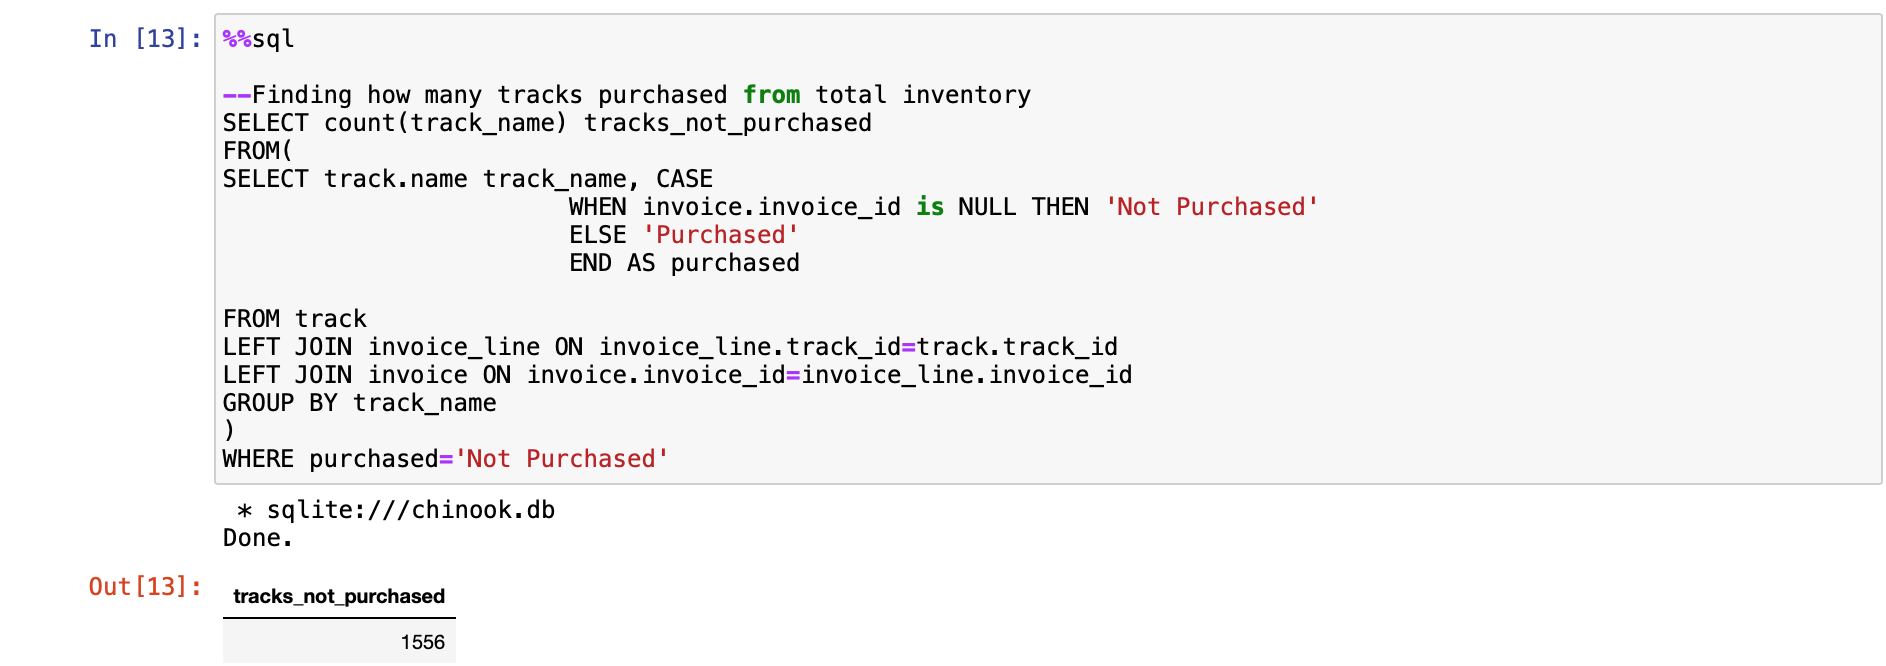 In [13]: %%sql
--Finding how many tracks purchased from total inventory
SELECT count(track_name) tracks_not_purchased
FROM(
SELECT track.name track_name, CASE
WHEN invoice.invoice_id is NULL THEN 'Not Purchased'
ELSE 'Purchased'
END AS purchased
FROM track
LEFT JOIN invoice_line ON invoice_line.track_id=track.track_id
LEFT JOIN invoice ON invoice.invoice_id=invoice_line.invoice_id
GROUP BY track_name
)
WHERE purchased='Not Purchased'
* sqlite:///chinook.db
Done.
Out[13]: tracks_not_purchased
1556